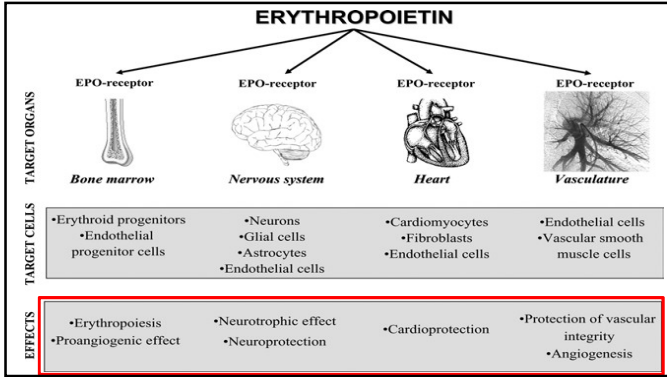 ERYTHROPOIETIN
EPO-receptor
EPO-receptor
EPO-receptor
EPO-receptor
TARGET ORGANS
Bone marrow
Nervous system
Heart
Vasculature
TARGET CELLS
•Erythroid progenitors
•Endothelial
progenitor cells
•Neurons
•Glial cells
•Astrocytes
•Endothelial cells
•Cardiomyocytes
•Fibroblasts
•Endothelial cells
•Endothelial cells
•Vascular smooth
muscle cells
EFFECTS
•Erythropoiesis
•Proangiogenic effect
•Neurotrophic effect
•Neuroprotection
•Cardioprotection
•Protection of vascular
integrity
•Angiogenesis